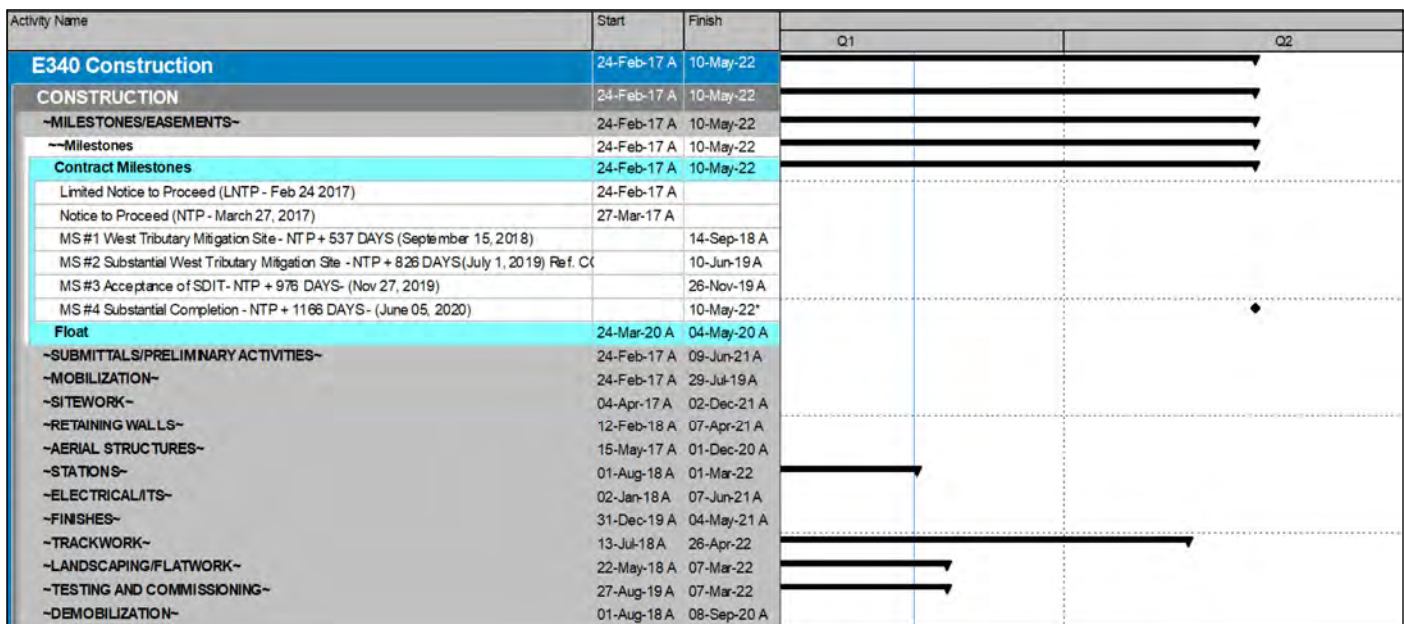 Activity Name Start Finish
Q1 Q2
E340 Construction 24-Feb-17 A 10-May-22
CONSTRUCTION 24-Feb-17 A 10-May-22
~MILESTONES/EASEMENTS~ 24-Feb-17 A 10-May-22
~~Milestones 24-Feb-17 A 10-May-22
Contract Milestones 24-Feb-17 A 10-May-22
Limited Notice to Proceed (LNTP - Feb 24 2017) 24-Feb-17 A
Notice to Proceed (NTP - March 27, 2017) 27-Mar-17 A
MS #1 West Tributary Mitigation Site - NTP + 537 DAYS (September 15, 2018) 14-Sep-18 A
MS #2 Substantial West Tributary Mitigation Site - NTP + 826 DAYS(July 1, 2019) Ref. 10-Jun-19 A
MS #3 Acceptance of SDIT- NTP + 976 DAYS- (Nov 27, 2019) 26-Nov-19 A
MS #4 Substantial Completion - NTP + 1166 DAYS- (June 05, 2020) 10-May-22*
Float 24-Mar-20 A 04-May-20 A
~SUBMITTALS/PRELIMINARY ACTIVITIES~ 24-Feb-17 A 09-Jun-21 A
~MOBILIZATION~ 24-Feb-17 A 29-Jul-19 A
~SITEWORK~ 04-Apr-17 A 02-Dec-21 A
~RETAINING WALLS~ 12-Feb-18 A 07-Apr-21 A
~AERIAL STRUCTURES~ 15-May-17 A 01-Dec-20 A
~STATIONS~ 01-Aug-18 A 01-Mar-22
~ELECTRICAL/ITS~ 02-Jan-18 A 07-Jun-21 A
~FINISHES~ 31-Dec-19 A 04-May-21 A
~TRACKWORK~ 13-Jul-18 A 26-Apr-22
~LANDSCAPING/FLATWORK~ 22-May-18 A 07-Mar-22
~TESTING AND COMMISSIONING~ 27-Aug-19 A 07-Mar-22
~DEMOBILIZATION~ 01-Aug-18 A 08-Sep-20 A